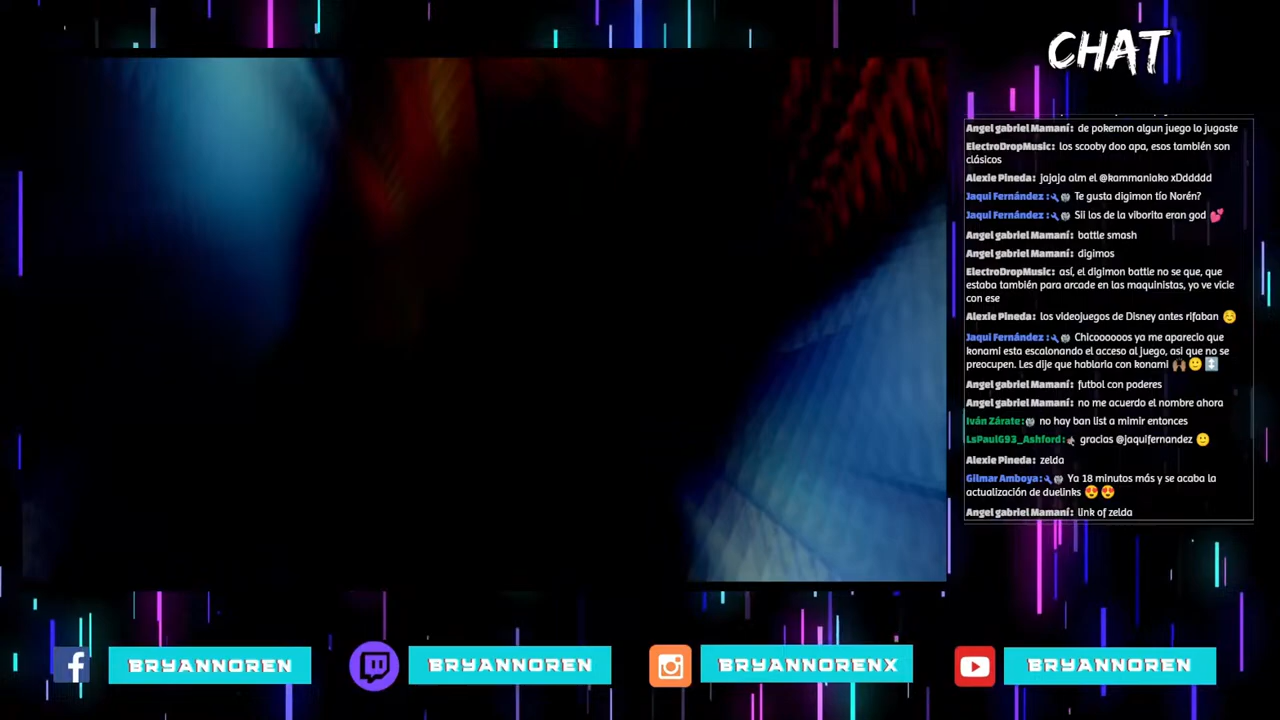 CHAT
Angel gabriel Mamaní: de pokemon algun juego lo jugaste
ElectroDropMusic: los scooby doo apa, esos también son
clásicos
Alexie Pineda: jajaja alm el @kammaniako xDddddd
Jaqui Fernández: Te gusta digimon tío Norén?
Jaqui Fernández: Sii los de la viborita eran god 💕
Angel gabriel Mamaní: battle smash
Angel gabriel Mamaní: digimos
ElectroDropMusic: así, el digimon battle no se que, que
estaba también para arcade en las maquinistas, yo ve vicie
con ese
Alexie Pineda: los videojuegos de Disney antes rifaban ☺️
Jaqui Fernández: Chicoooooos ya me aparecio que
konami esta escalonando el acceso al juego, asi que no se
preocupen. Les dije que hablaria con konami 🙌🏽 🙂 ↕️
Angel gabriel Mamaní: futbol con poderes
Angel gabriel Mamaní: no me acuerdo el nombre ahora
Iván Zárate: no hay ban list a mimir entonces
LsPaulG93_Ashford: gracias @jaquifernandez 🙂
Alexie Pineda: zelda
Gilmar Amboya: Ya 18 minutos más y se acaba la
actualización de duelinks 😍 😍
Angel gabriel Mamaní: link of zelda
BRYANNOREN
BRYANNOREN
BRYANNORENX
BRYANNOREN